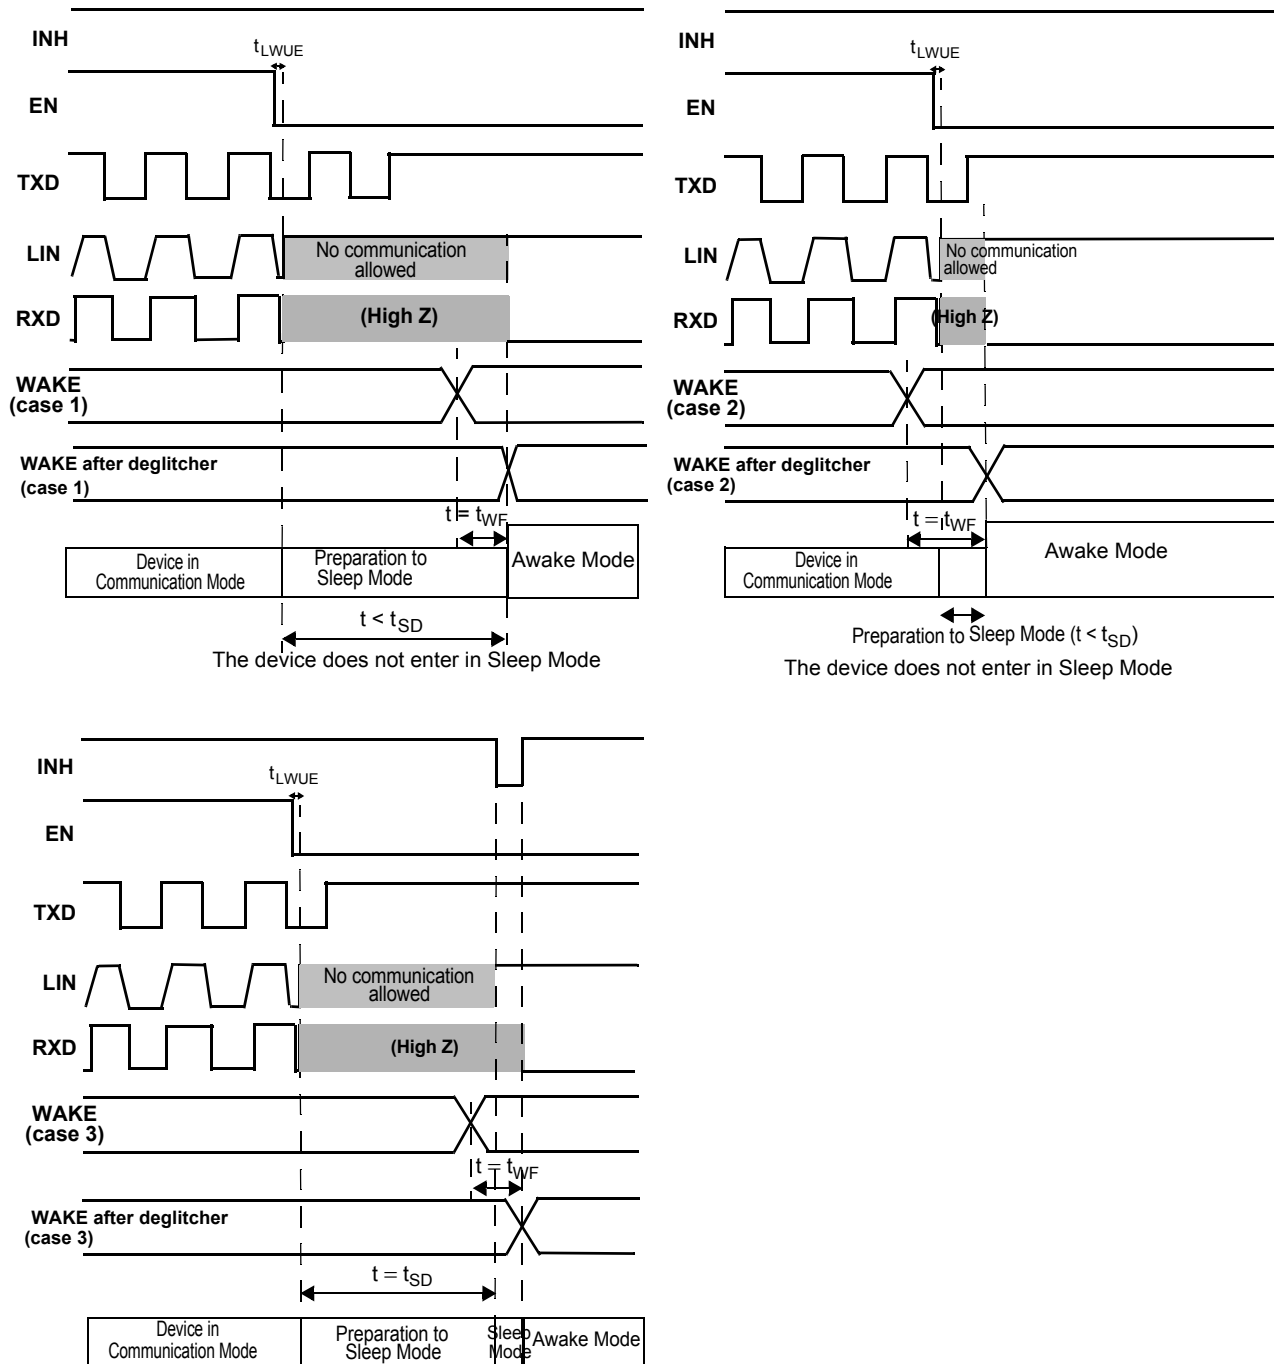 INH
tLWUE
EN
TXD
LIN
No communication
allowed
RXD
(High Z)
WAKE
(case 1)
WAKE after deglitcher
(case 1)
t = tWF
Device in
Communication Mode
Preparation to
Sleep Mode
Awake Mode
t < tSD
The device does not enter in Sleep Mode
INH
tLWUE
EN
TXD
LIN
No communication
allowed
RXD
(High Z)
WAKE
(case 2)
WAKE after deglitcher
(case 2)
t = tWF
Device in
Communication Mode
Awake Mode
Preparation to Sleep Mode (t < tSD)
The device does not enter in Sleep Mode
INH
tLWUE
EN
TXD
LIN
No communication
allowed
RXD
(High Z)
WAKE
(case 3)
t = tWF
WAKE after deglitcher
(case 3)
t = tSD
Device in
Communication Mode
Preparation to
Sleep Mode
Sleep
Mode
Awake Mode